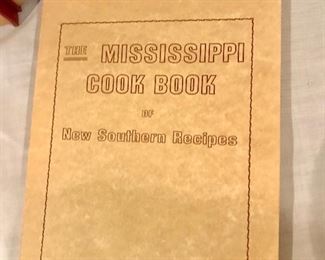 THE MISSISSIPPI
COOK BOOK
OF
New Southern Recipes